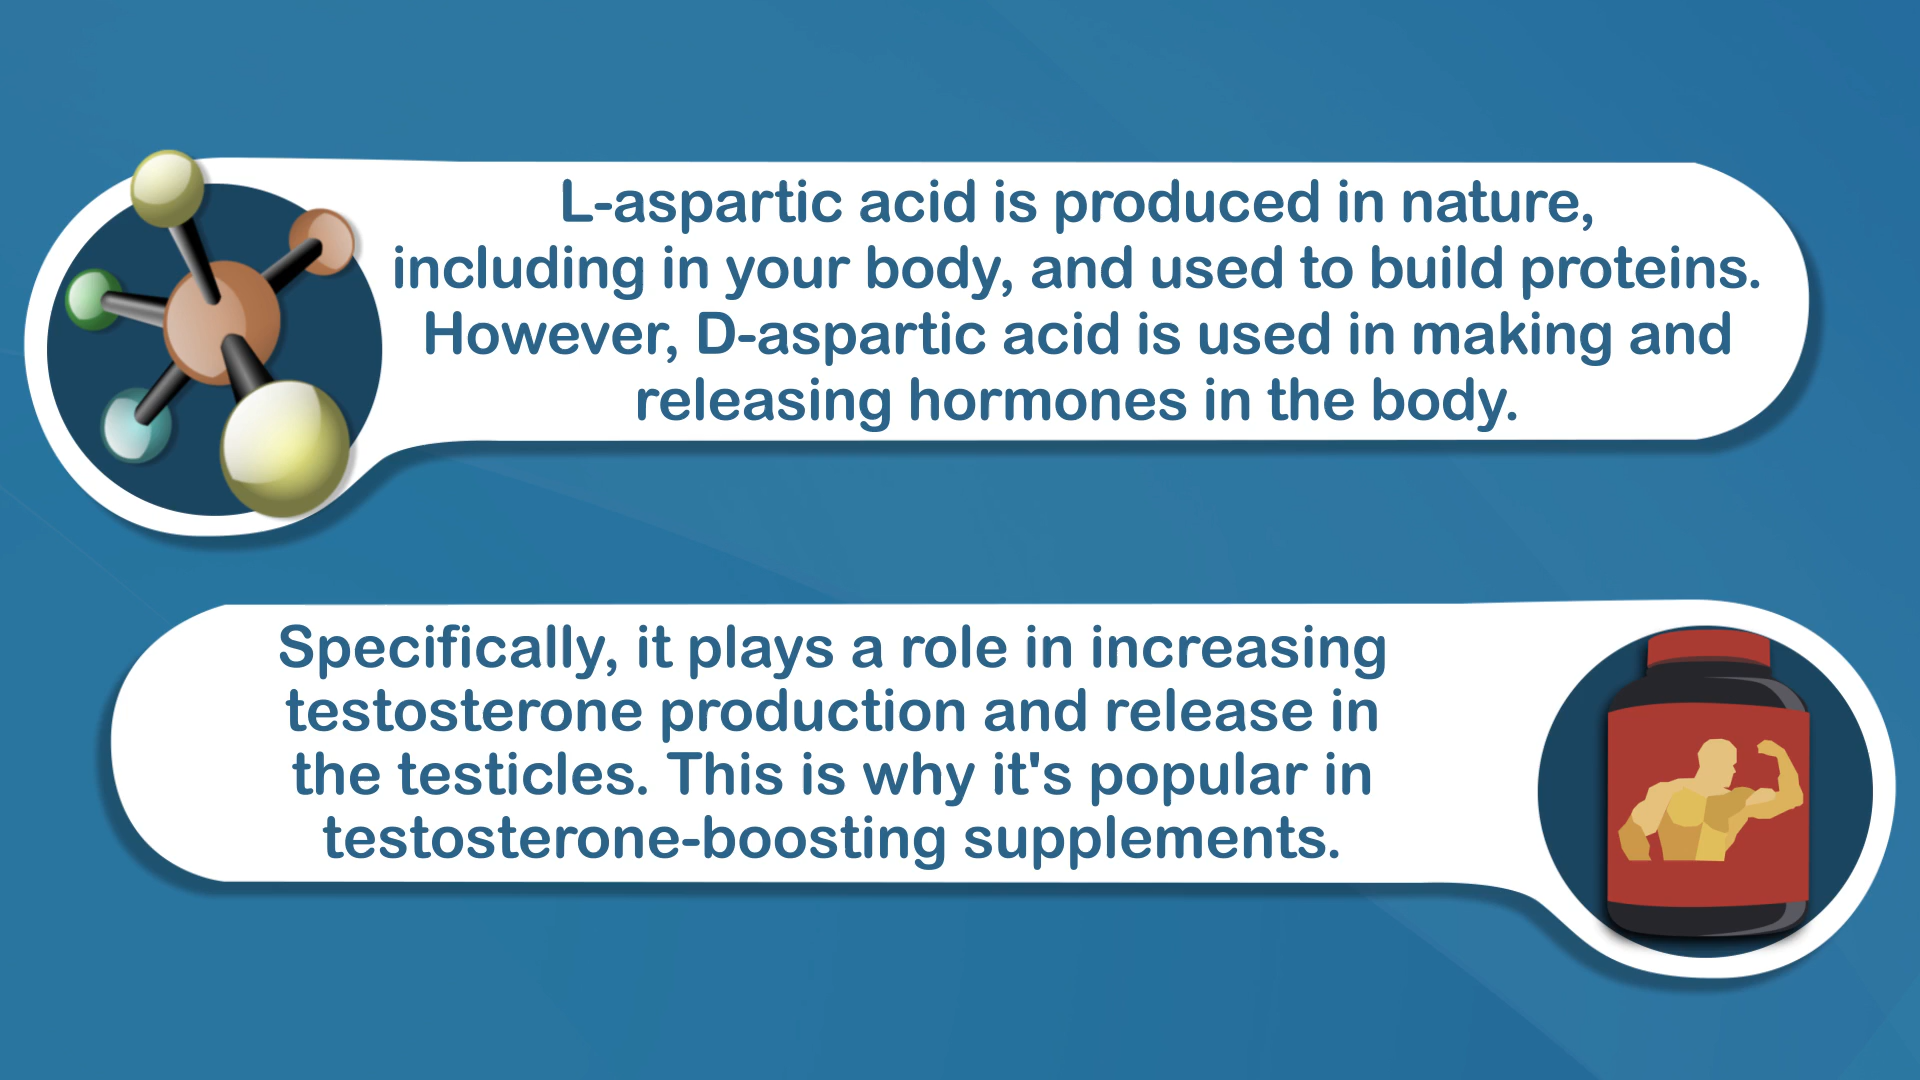 L-aspartic acid is produced in nature,
including in your body, and used to build proteins.
However, D-aspartic acid is used in making and
releasing hormones in the body.
Specifically, it plays a role in increasing
testosterone production and release in
the testicles. This is why it's popular in
testosterone-boosting supplements.